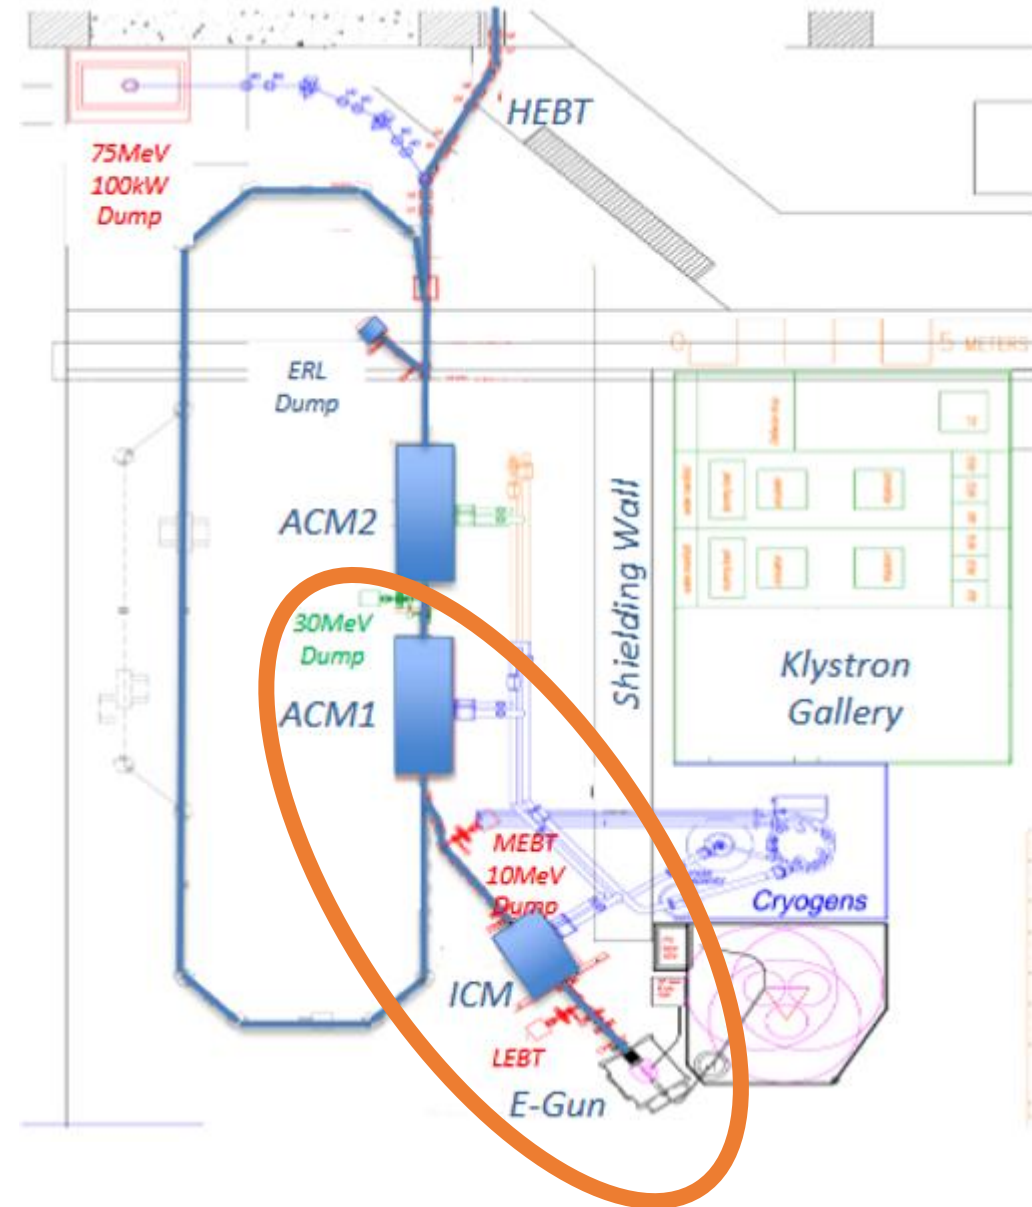 HEBT
75MeV
100kW
Dump
0
5 METERS
ERL
Dump
ACM2
Shielding Wall
30MeV
Dump
ACM1
Klystron
Gallery
MEBT
10MeV
Dump
Cryogens
ICM
LEBT
E-Gun